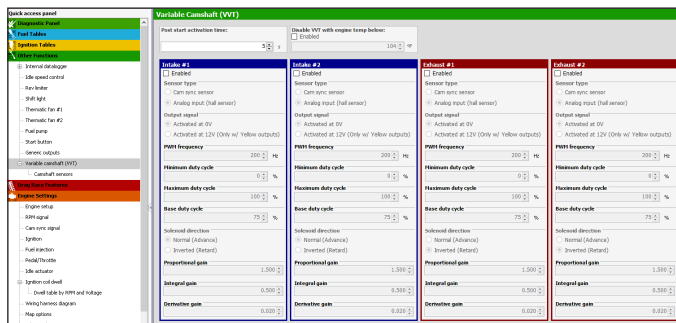 Quick access panel
Diagnostic Panel
Fuel Tables
Ignition Tables
Other Functions
Internal datalogger
Idle speed control
Rev limiter
Shift light
Thematic fan #1
Thematic fan #2
Fuel pump
Start button
Generic outputs
Variable camshaft (VVT)
Camshaft sensors
Drag Race Features
Engine Settings
Engine setup
RPM signal
Cam sync signal
Ignition
Fuel injection
Pedal/Throttle
Idle actuator
Ignition coil dwell
Dwell table by RPM and Voltage
Wiring harness diagram
Map options
Variable Camshaft (VVT)
Post start activation time:
5 s
Disable VVT with engine temp below:
Enabled
104 °F
Intake #1
Enabled
Sensor type
Cam sync sensor
Analog input (hall sensor)
Output signal
Activated at 0V
Activated at 12V (Only w/ Yellow outputs)
PWM frequency
200 Hz
Minimum duty cycle
0 %
Maximum duty cycle
100 %
Base duty cycle
75 %
Solenoid direction
Normal (Advance)
Inverted (Retard)
Proportional gain
1.500
Integral gain
0.500
Derivative gain
0.020
Intake #2
Enabled
Sensor type
Cam sync sensor
Analog input (hall sensor)
Output signal
Activated at 0V
Activated at 12V (Only w/ Yellow outputs)
PWM frequency
200 Hz
Minimum duty cycle
0 %
Maximum duty cycle
100 %
Base duty cycle
75 %
Solenoid direction
Normal (Advance)
Inverted (Retard)
Proportional gain
1.500
Integral gain
0.500
Derivative gain
0.020
Exhaust #1
Enabled
Sensor type
Cam sync sensor
Analog input (hall sensor)
Output signal
Activated at 0V
Activated at 12V (Only w/ Yellow outputs)
PWM frequency
200 Hz
Minimum duty cycle
0 %
Maximum duty cycle
100 %
Base duty cycle
75 %
Solenoid direction
Normal (Advance)
Inverted (Retard)
Proportional gain
1.500
Integral gain
0.500
Derivative gain
0.020
Exhaust #2
Enabled
Sensor type
Cam sync sensor
Analog input (hall sensor)
Output signal
Activated at 0V
Activated at 12V (Only w/ Yellow outputs)
PWM frequency
200 Hz
Minimum duty cycle
0 %
Maximum duty cycle
100 %
Base duty cycle
75 %
Solenoid direction
Normal (Advance)
Inverted (Retard)
Proportional gain
1.500
Integral gain
0.500
Derivative gain
0.020